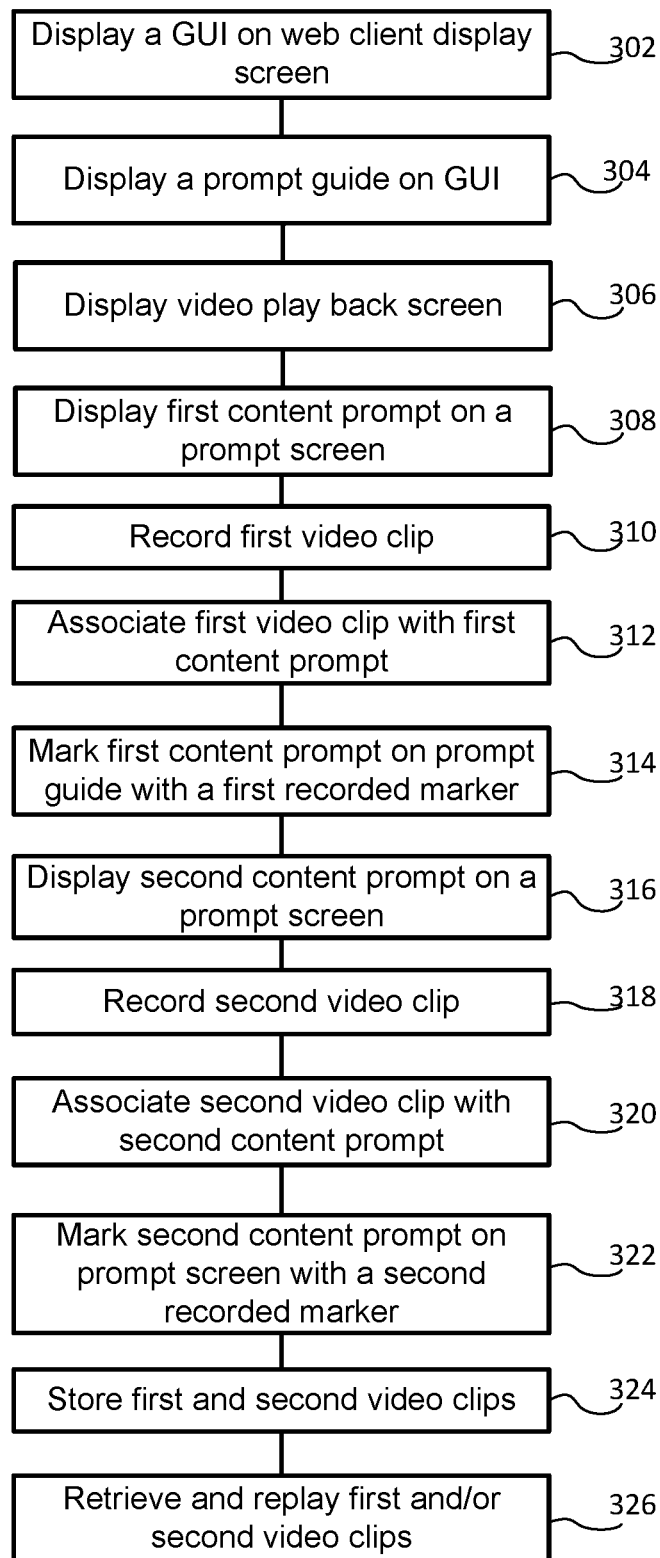 Display a GUI on web client display
screen
302
Display a prompt guide on GUI
304
Display video play back screen
306
Display first content prompt on a
prompt screen
308
Record first video clip
310
Associate first video clip with first
content prompt
312
Mark first content prompt on prompt
guide with a first recorded marker
314
Display second content prompt on a
prompt screen
316
Record second video clip
318
Associate second video clip with
second content prompt
320
Mark second content prompt on
prompt screen with a second
recorded marker
322
Store first and second video clips
324
Retrieve and replay first and/or
second video clips
326